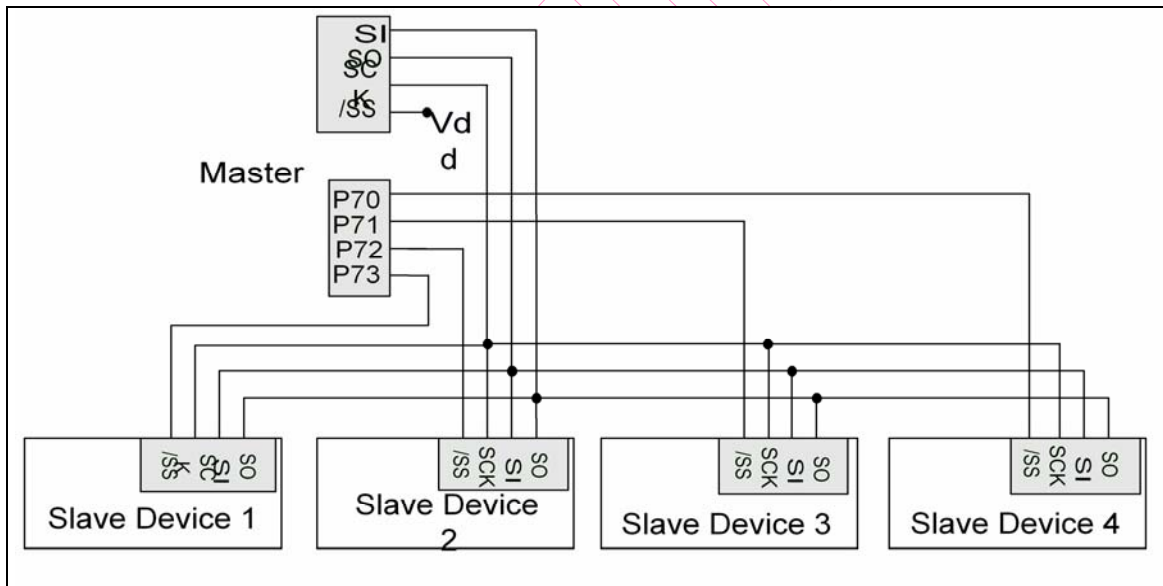 SI
SO
SC
K
/SS
Vd
d
Master
P70
P71
P72
P73
/SS
SC
K
SI
SO
Slave Device 1
/SS
SCK
SI
SO
Slave Device
2
/SS
SCK
SI
SO
Slave Device 3
/SS
SCK
SI
SO
Slave Device 4